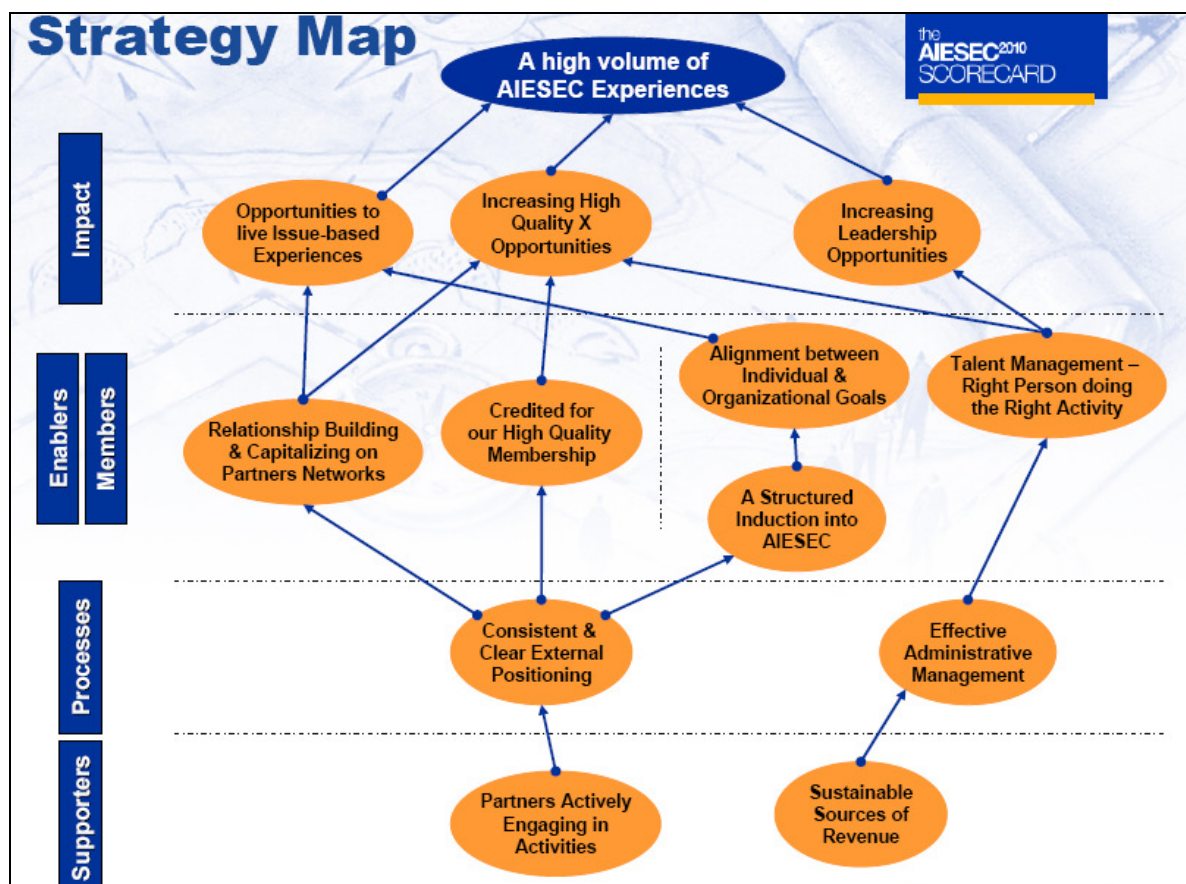 Strategy Map
the
AIESEC2010
SCORECARD
A high volume of
AIESEC Experiences
Impact
Opportunities to
live Issue-based
Experiences
Increasing High
Quality X
Opportunities
Increasing
Leadership
Opportunities
Enablers
Members
Relationship Building
& Capitalizing on
Partners Networks
Credited for
our High Quality
Membership
Alignment between
Individual &
Organizational Goals
Talent Management –
Right Person doing
the Right Activity
A Structured
Induction into
AIESEC
Processes
Consistent &
Clear External
Positioning
Effective
Administrative
Management
Supporters
Partners Actively
Engaging in
Activities
Sustainable
Sources of
Revenue